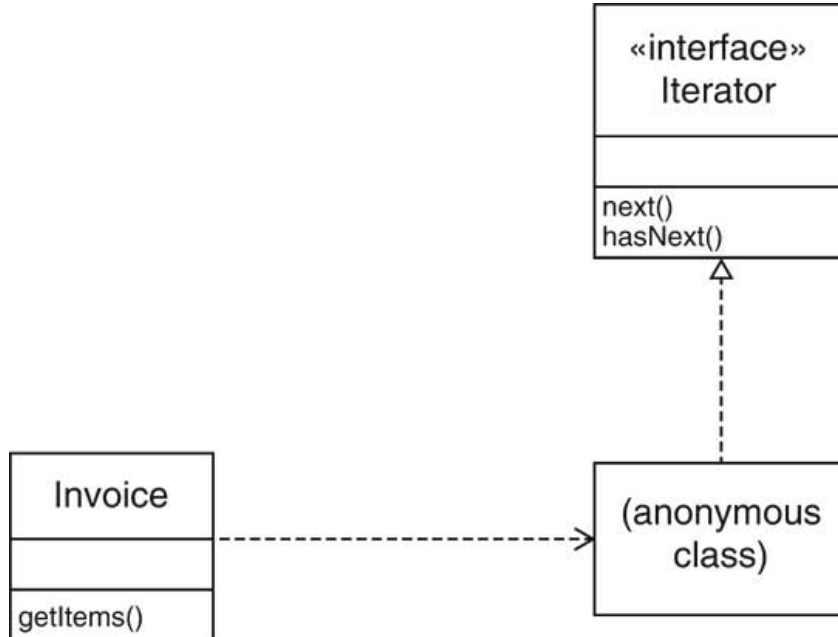 «interface»
Iterator
next()
hasNext()
Invoice
getItems()
(anonymous
class)